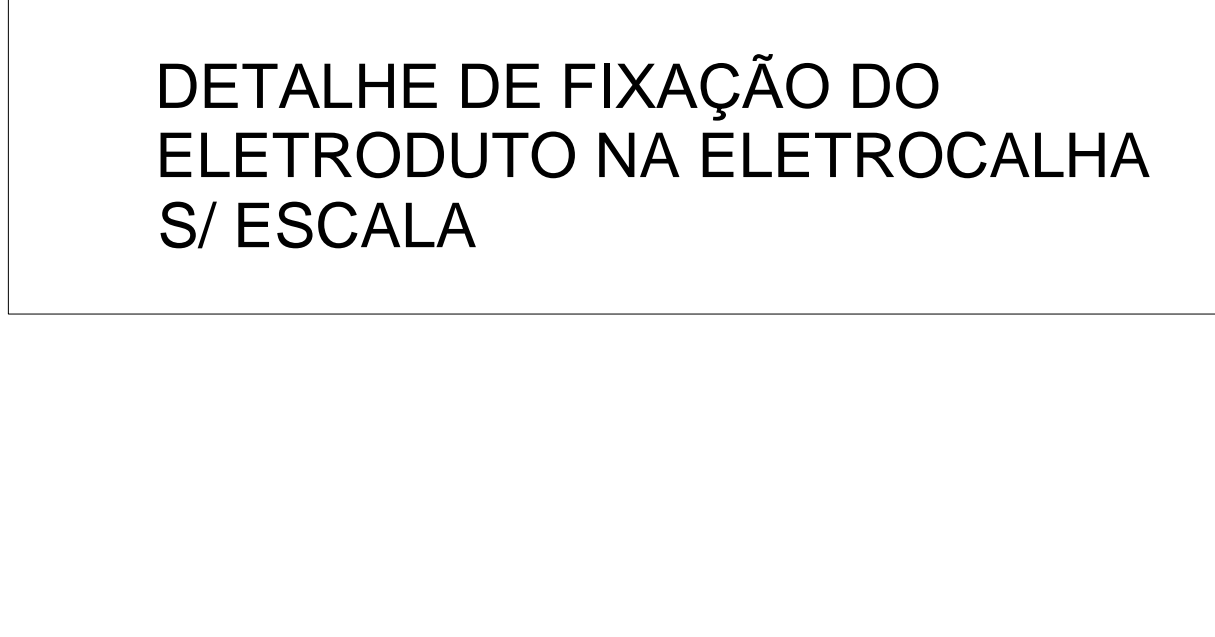 DETALHE DE FIXAÇÃO DO
ELETRODUTO NA ELETROCALHA
S/ ESCALA